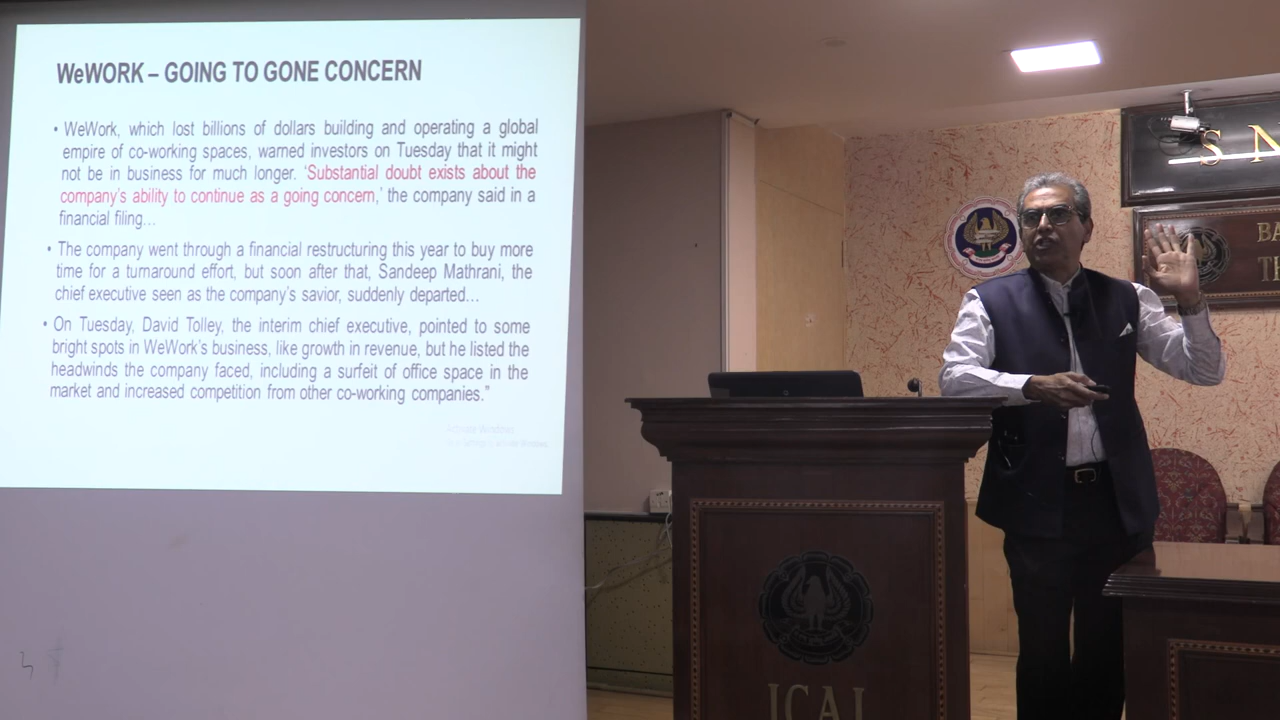 WeWORK – GOING TO GONE CONCERN
• WeWork, which lost billions of dollars building and operating a global
empire of co-working spaces, warned investors on Tuesday that it might
not be in business for much longer. ‘Substantial doubt exists about the
company’s ability to continue as a going concern,’ the company said in a
financial filing…
• The company went through a financial restructuring this year to buy more
time for a turnaround effort, but soon after that, Sandeep Mathrani, the
chief executive seen as the company’s savior, suddenly departed…
• On Tuesday, David Tolley, the interim chief executive, pointed to some
bright spots in WeWork’s business, like growth in revenue, but he listed the
headwinds the company faced, including a surfeit of office space in the
market and increased competition from other co-working companies.”
Activate Windows
S N
BA
TH
ICAI